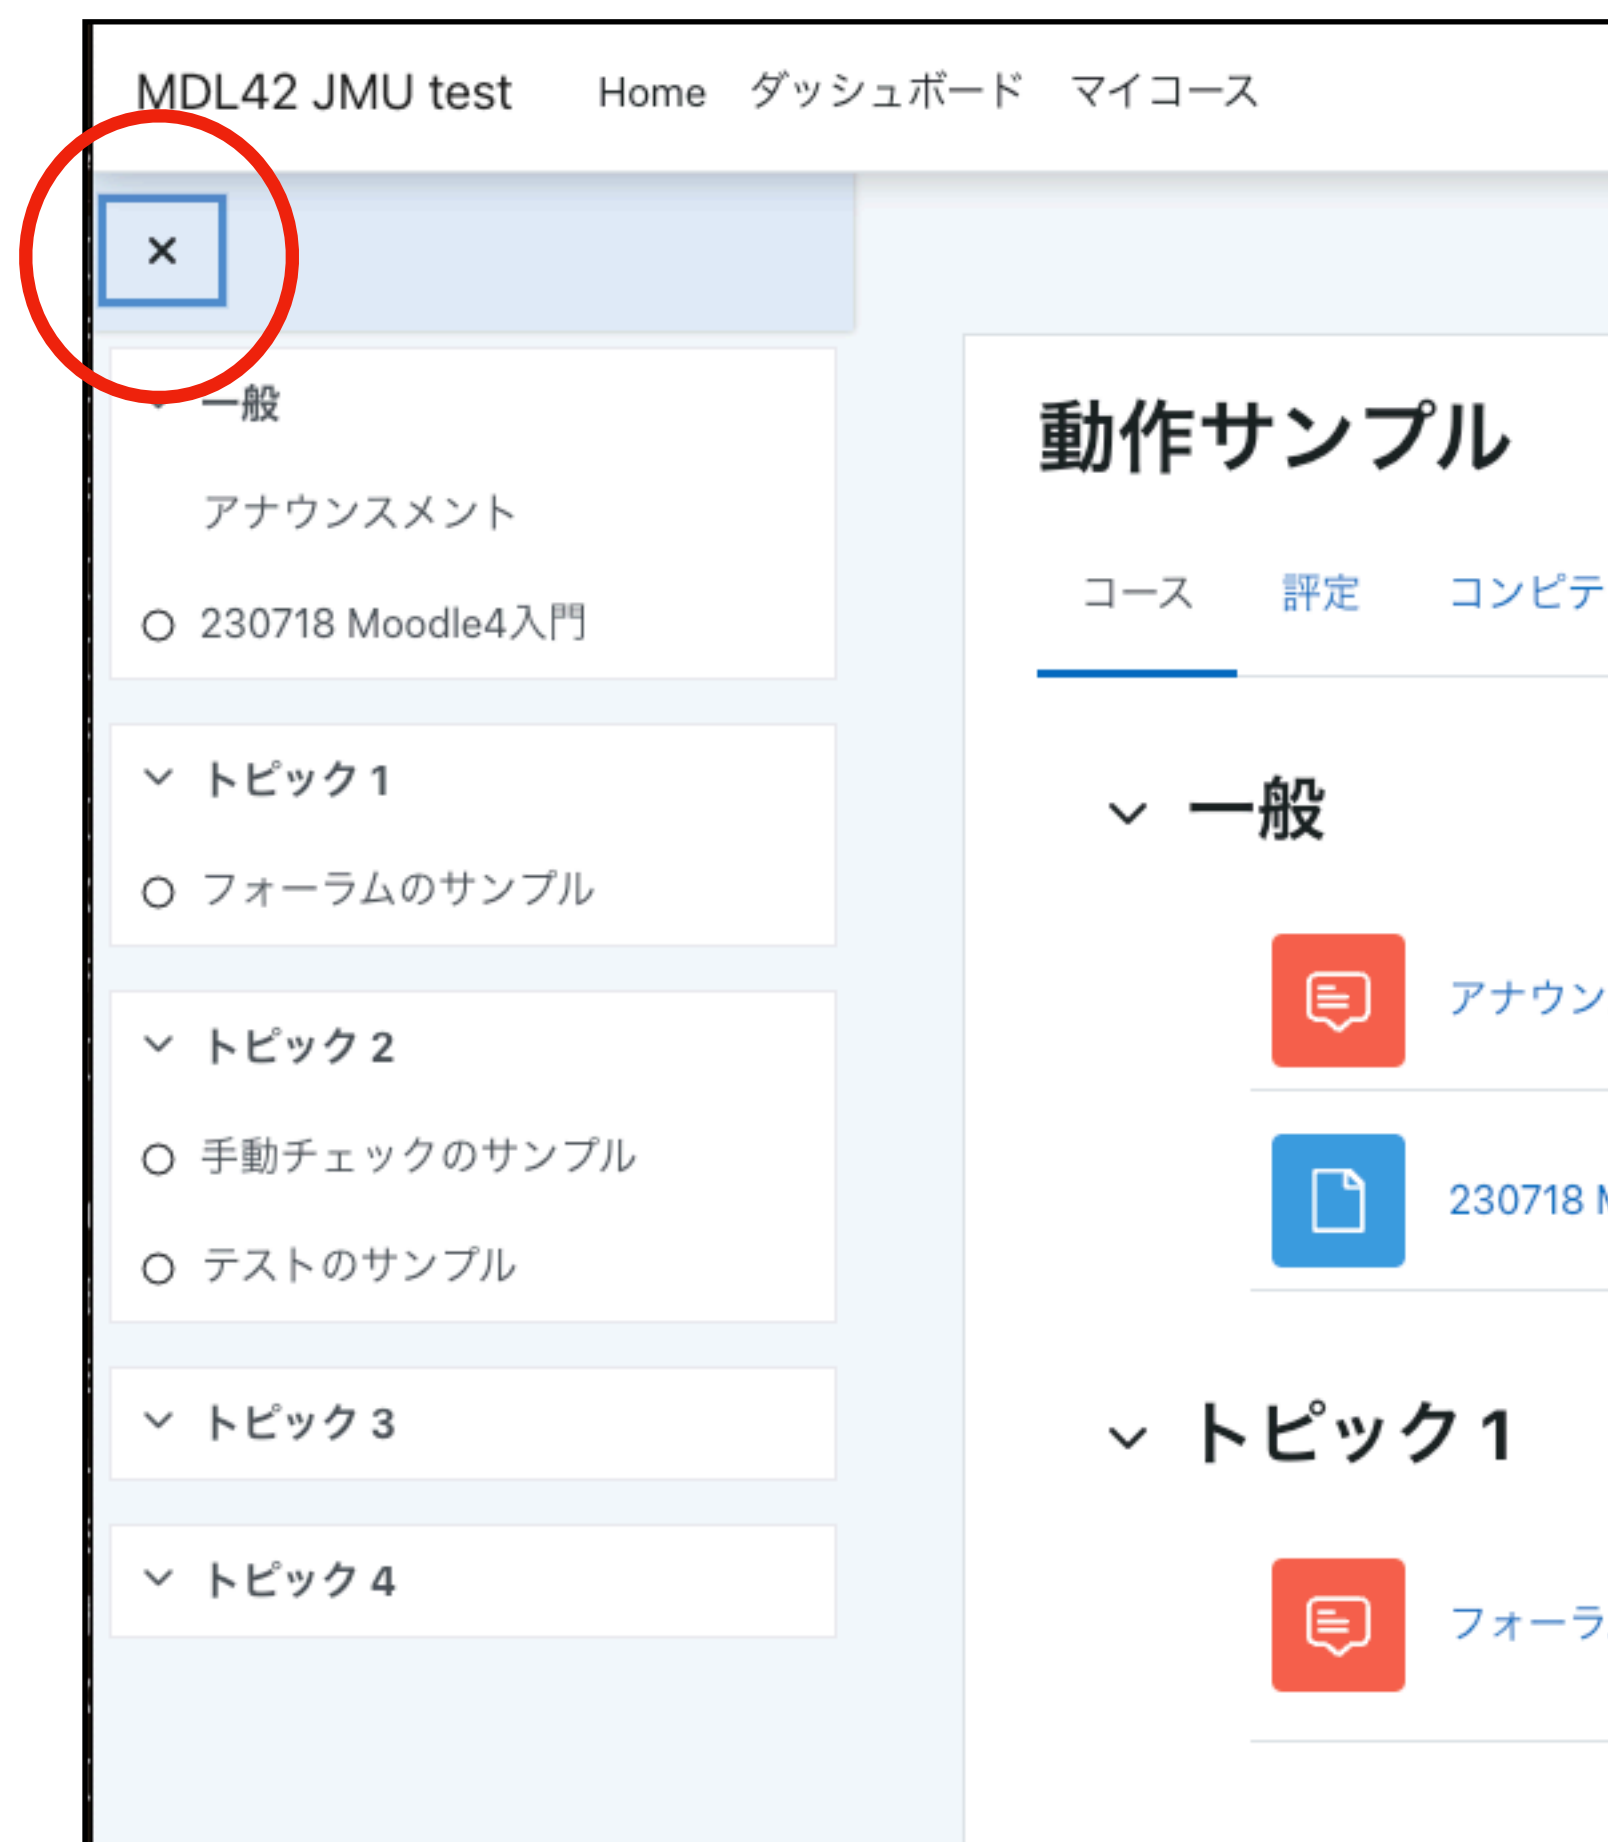 MDL42 JMU test Home ダッシュボード マイコース
一般
アナウンスメント
230718 Moodle4入門
トピック 1
フォーラムのサンプル
トピック 2
手動チェックのサンプル
テストのサンプル
トピック 3
トピック 4
動作サンプル
コース 評定 コンピテ
一般
アナウン
230718 M
トピック 1
フォーラ